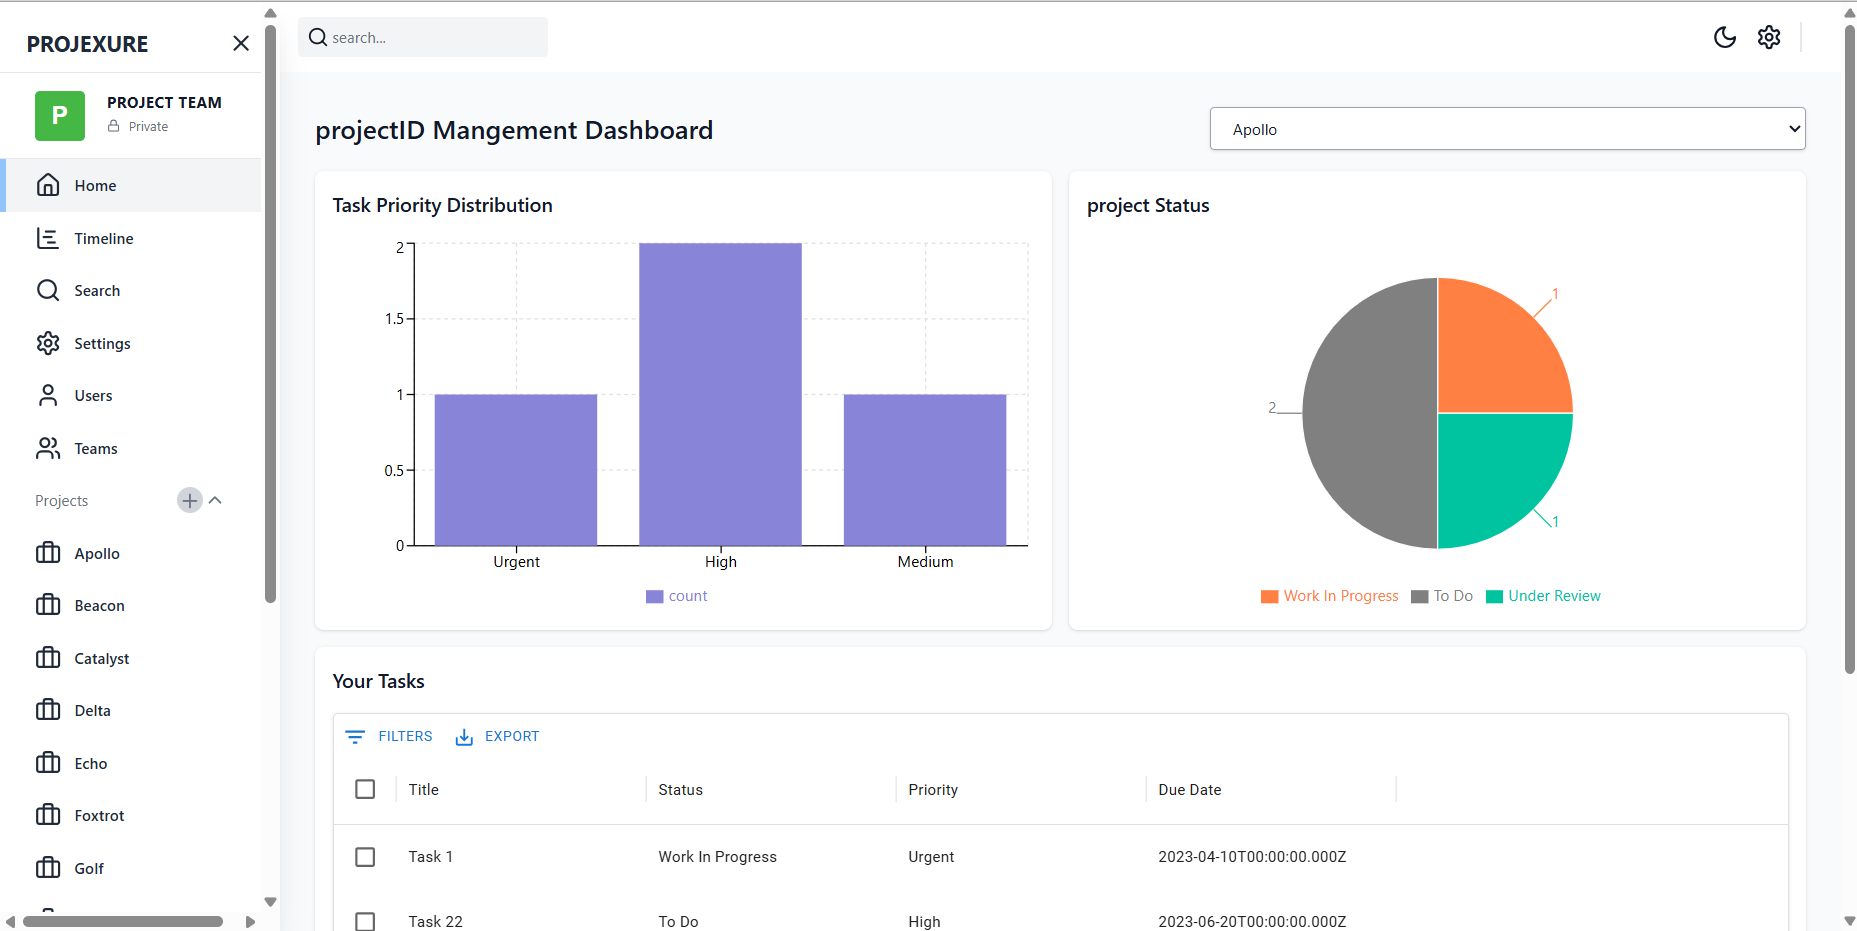 PROJEXURE
search...
P
PROJECT TEAM
Private
Home
Timeline
Search
Settings
Users
Teams
Projects
Apollo
Beacon
Catalyst
Delta
Echo
Foxtrot
Golf
projectID Mangement Dashboard
Apollo
Task Priority Distribution
2
1.5
1
0.5
0
Urgent High Medium
count
project Status
1
2
1
Work In Progress To Do Under Review
Your Tasks
FILTERS EXPORT
Title Status Priority Due Date
Task 1 Work In Progress Urgent 2023-04-10T00:00:00.000Z
Task 22 To Do High 2023-06-20T00:00:00.000Z